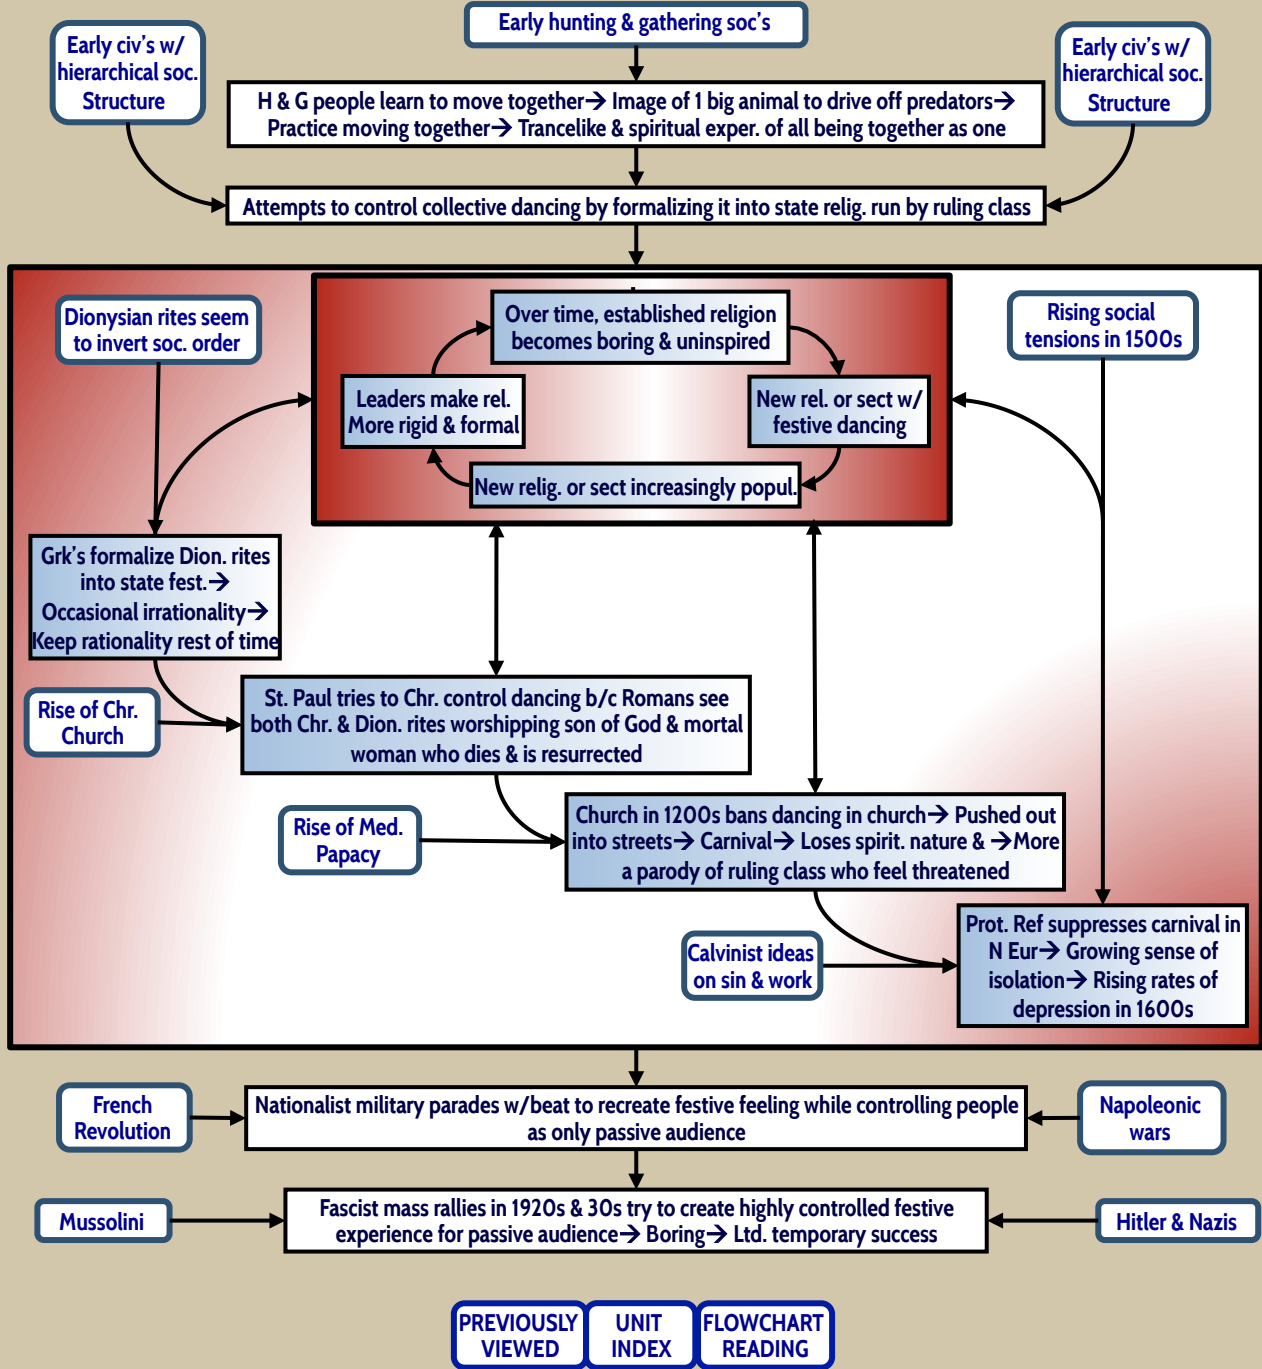 Early hunting & gathering soc's
Early civ's w/
hierarchical soc.
Structure
Early civ's w/
hierarchical soc.
Structure
H & G people learn to move together→ Image of 1 big animal to drive off predators→
Practice moving together→ Trancelike & spiritual exper. of all being together as one
Attempts to control collective dancing by formalizing it into state relig. run by ruling class
Dionysian rites seem
to invert soc. order
Over time, established religion
becomes boring & uninspired
Rising social
tensions in 1500s
Leaders make rel.
More rigid & formal
New rel. or sect w/
festive dancing
New relig. or sect increasingly popul.
Grk's formalize Dion. rites
into state fest.→
Occasional irrationality→
Keep rationality rest of time
Rise of Chr.
Church
St. Paul tries to Chr. control dancing b/c Romans see
both Chr. & Dion. rites worshipping son of God & mortal
woman who dies & is resurrected
Rise of Med.
Papacy
Church in 1200s bans dancing in church→ Pushed out
into streets→ Carnival→ Loses spirit. nature & →More
a parody of ruling class who feel threatened
Calvinist ideas
on sin & work
Prot. Ref suppresses carnival in
N Eur→ Growing sense of
isolation→ Rising rates of
depression in 1600s
French
Revolution
Nationalist military parades w/beat to recreate festive feeling while controlling people
as only passive audience
Napoleonic
wars
Mussolini
Fascist mass rallies in 1920s & 30s try to create highly controlled festive
experience for passive audience→ Boring→ Ltd. temporary success
Hitler & Nazis
PREVIOUSLY
VIEWED
UNIT
INDEX
FLOWCHART
READING